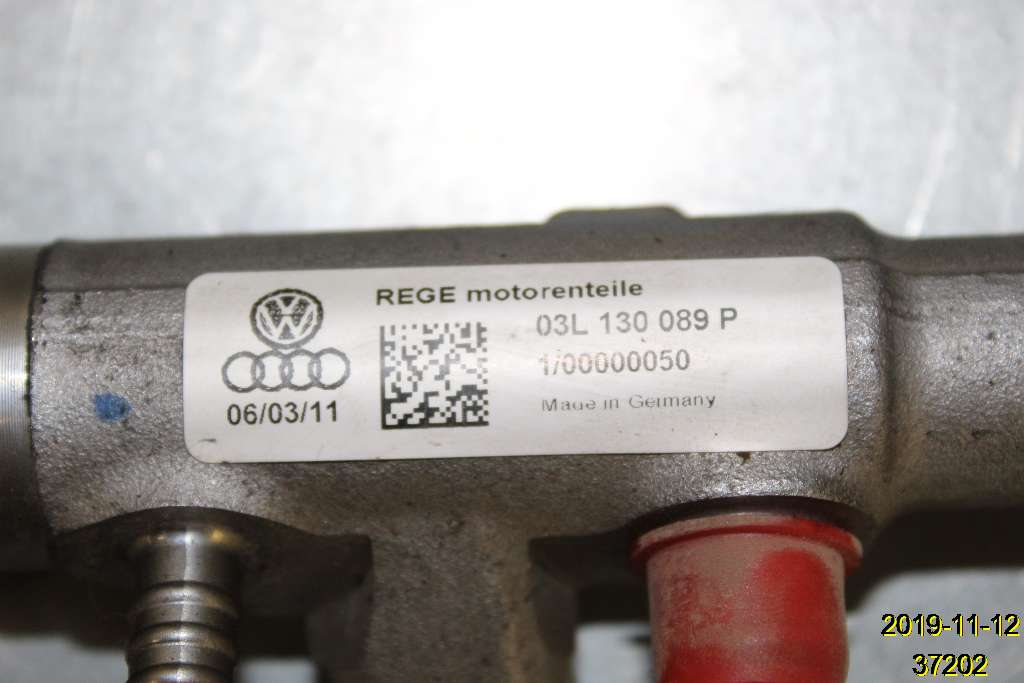 REGE motorenteile
03L 130 089 P
1/00000050
Made in Germany
06/03/11
2019-11-12
37202